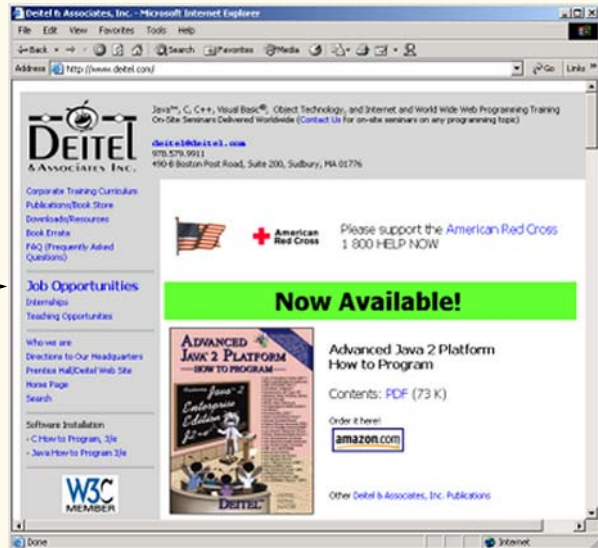 Deitel & Associates, Inc. - Microsoft Internet Explorer
File Edit View Favorites Tools Help
Back Search Favorites Media
Address http://www.deitel.com/ Go Links »
DEITEL
& ASSOCIATES INC.
Java™, C, C++, Visual Basic®, Object Technology, and Internet and World Wide Web Programming Training
On-Site Seminars Delivered Worldwide (Contact Us for on-site seminars on any programming topic)
deitel@deitel.com
978.579.9911
490-B Boston Post Road, Suite 200, Sudbury, MA 01776
Corporate Training Curriculum
Publications/Book Store
Downloads/Resources
Book Errata
FAQ (Frequently Asked
Questions)
Job Opportunities
Internships
Teaching Opportunities
Who we are
Directions to Our Headquarters
Prentice Hall/Deitel Web Site
Home Page
Search
Software Installation
- C How to Program, 3/e
- Java How to Program 3/e
W3C
MEMBER
American
Red Cross
Please support the American Red Cross
1 800 HELP NOW
Now Available!
ADVANCED
JAVA™ 2 PLATFORM
HOW TO PROGRAM
Java™ 2
Enterprise
Edition
J2EE
DEITEL
Advanced Java 2 Platform
How to Program
Contents: PDF (73 K)
Order it here!
amazon.com
Other Deitel & Associates, Inc. Publications
Done Internet